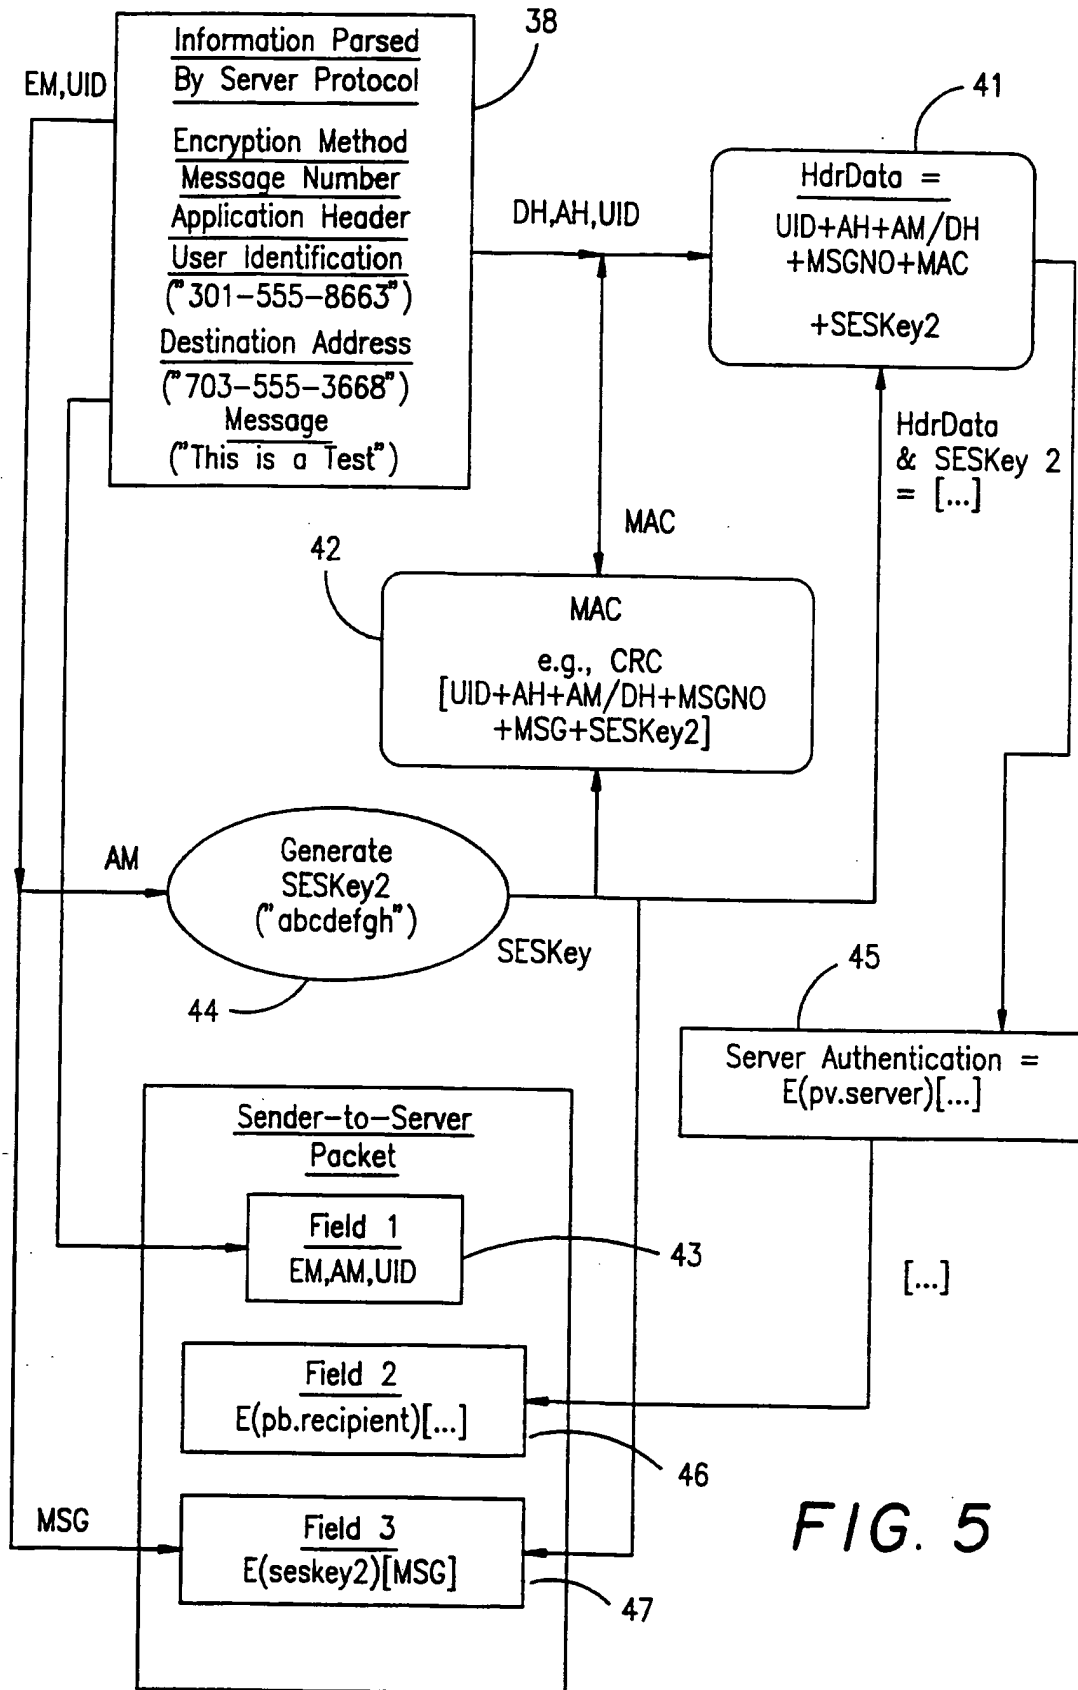 38
Information Parsed
By Server Protocol
EM,UID
Encryption Method
Message Number
Application Header
User Identification
("301-555-8663")
Destination Address
("703-555-3668")
Message
("This is a Test")
DH,AH,UID
41
HdrData =
UID+AH+AM/DH
+MSGNO+MAC
+SESKey2
HdrData
& SESKey 2
= [...]
MAC
42
MAC
e.g., CRC
[UID+AH+AM/DH+MSGNO
+MSG+SESKey2]
AM
Generate
SESKey2
("abcdefgh")
SESKey
44
45
Server Authentication =
E(pv.server)[...]
Sender-to-Server
Packet
Field 1
EM,AM,UID
43
[...]
Field 2
E(pb.recipient)[...]
46
MSG
Field 3
E(seskey2)[MSG]
47
FIG. 5